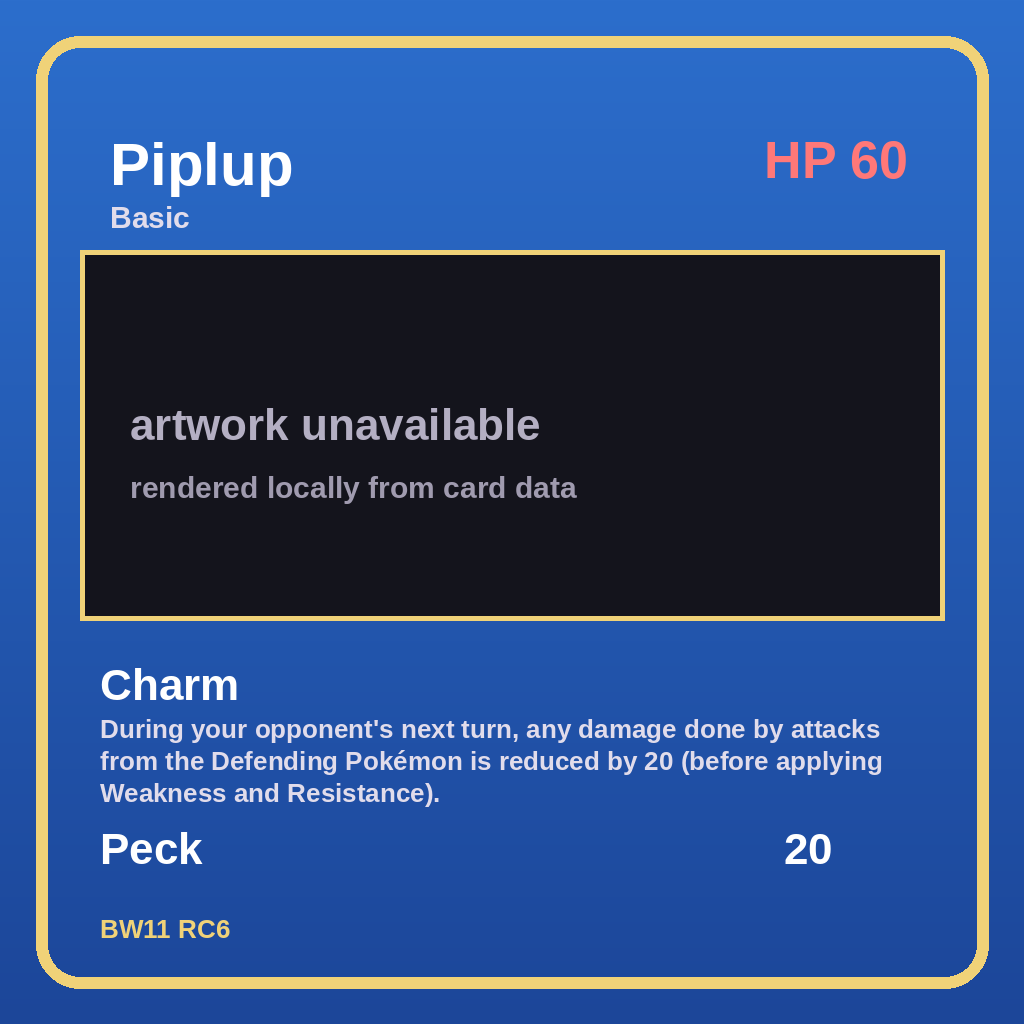 Piplup
HP 60
Basic
artwork unavailable
rendered locally from card data
Charm
During your opponent's next turn, any damage done by attacks
from the Defending Pokémon is reduced by 20 (before applying
Weakness and Resistance).
Peck 20
BW11 RC6